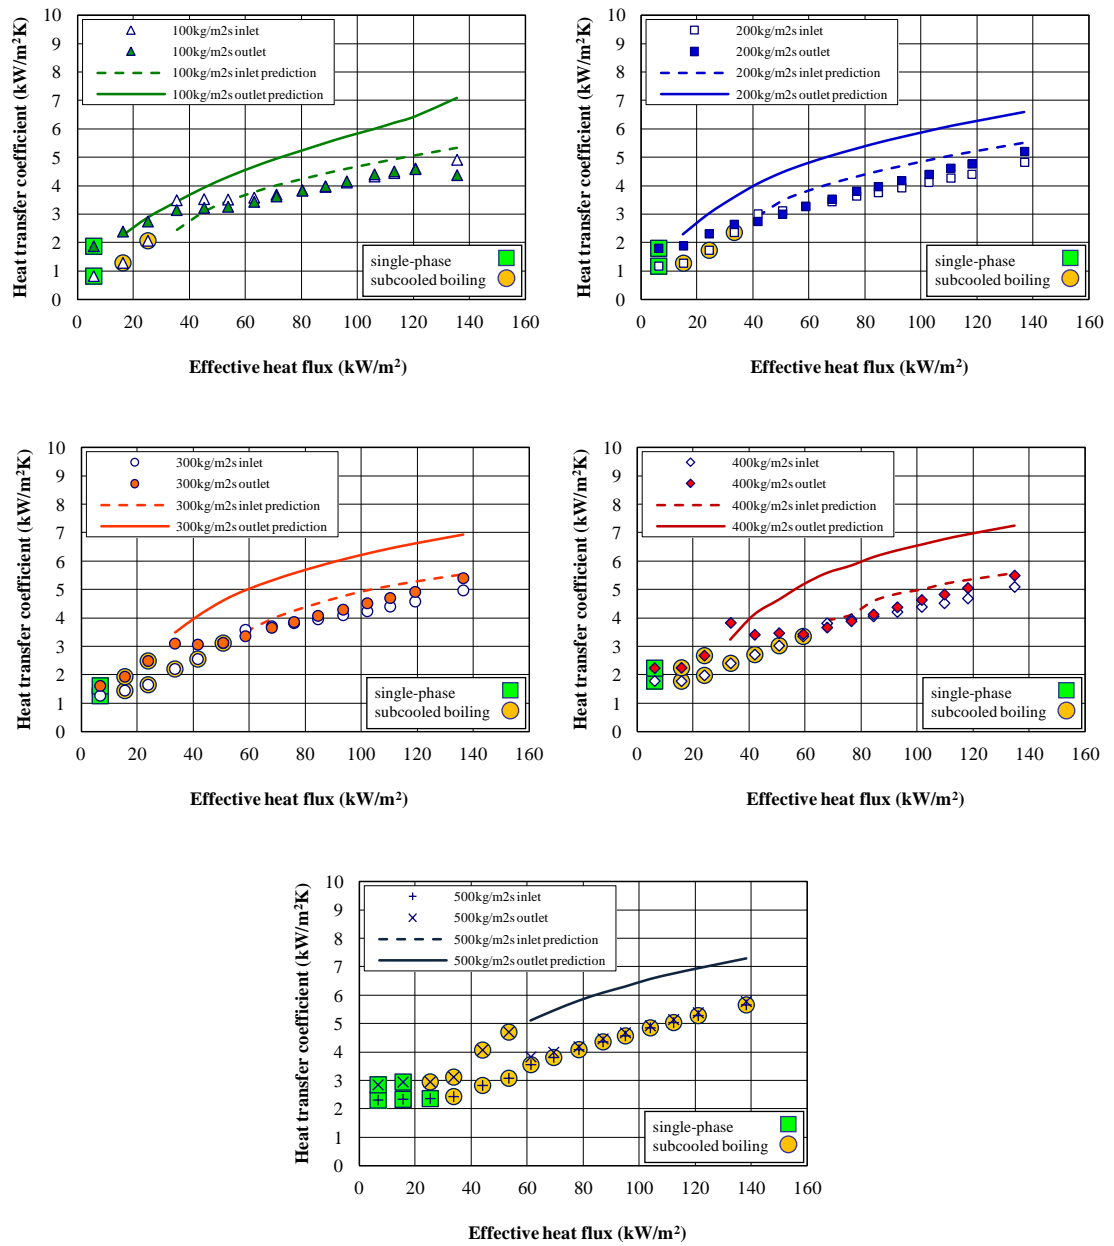 Heat transfer coefficient (kW/m²K)
10
9
8
7
6
5
4
3
2
1
0
100kg/m2s inlet
100kg/m2s outlet
100kg/m2s inlet prediction
100kg/m2s outlet prediction
single-phase
subcooled boiling
0 20 40 60 80 100 120 140 160
Effective heat flux (kW/m²)
Heat transfer coefficient (kW/m²K)
10
9
8
7
6
5
4
3
2
1
0
200kg/m2s inlet
200kg/m2s outlet
200kg/m2s inlet prediction
200kg/m2s outlet prediction
single-phase
subcooled boiling
0 20 40 60 80 100 120 140 160
Effective heat flux (kW/m²)
Heat transfer coefficient (kW/m²K)
10
9
8
7
6
5
4
3
2
1
0
300kg/m2s inlet
300kg/m2s outlet
300kg/m2s inlet prediction
300kg/m2s outlet prediction
single-phase
subcooled boiling
0 20 40 60 80 100 120 140 160
Effective heat flux (kW/m²)
Heat transfer coefficient (kW/m²K)
10
9
8
7
6
5
4
3
2
1
0
400kg/m2s inlet
400kg/m2s outlet
400kg/m2s inlet prediction
400kg/m2s outlet prediction
single-phase
subcooled boiling
0 20 40 60 80 100 120 140 160
Effective heat flux (kW/m²)
Heat transfer coefficient (kW/m²K)
10
9
8
7
6
5
4
3
2
1
0
500kg/m2s inlet
500kg/m2s outlet
500kg/m2s inlet prediction
500kg/m2s outlet prediction
single-phase
subcooled boiling
0 20 40 60 80 100 120 140 160
Effective heat flux (kW/m²)